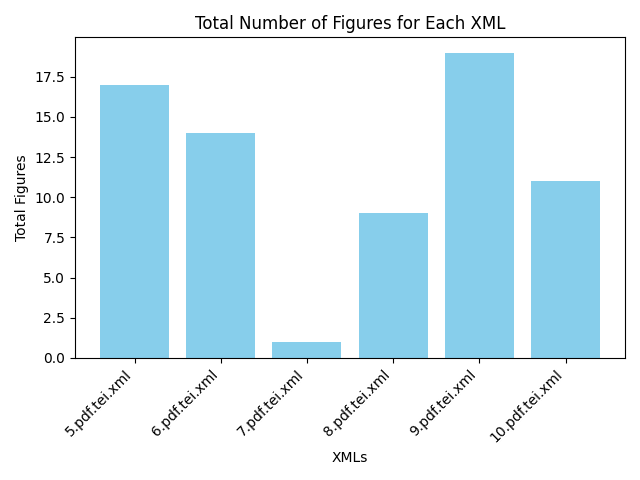 Total Number of Figures for Each XML
Total Figures
17.5
15.0
12.5
10.0
7.5
5.0
2.5
0.0
5.pdf.tei.xml
6.pdf.tei.xml
7.pdf.tei.xml
8.pdf.tei.xml
9.pdf.tei.xml
10.pdf.tei.xml
XMLs